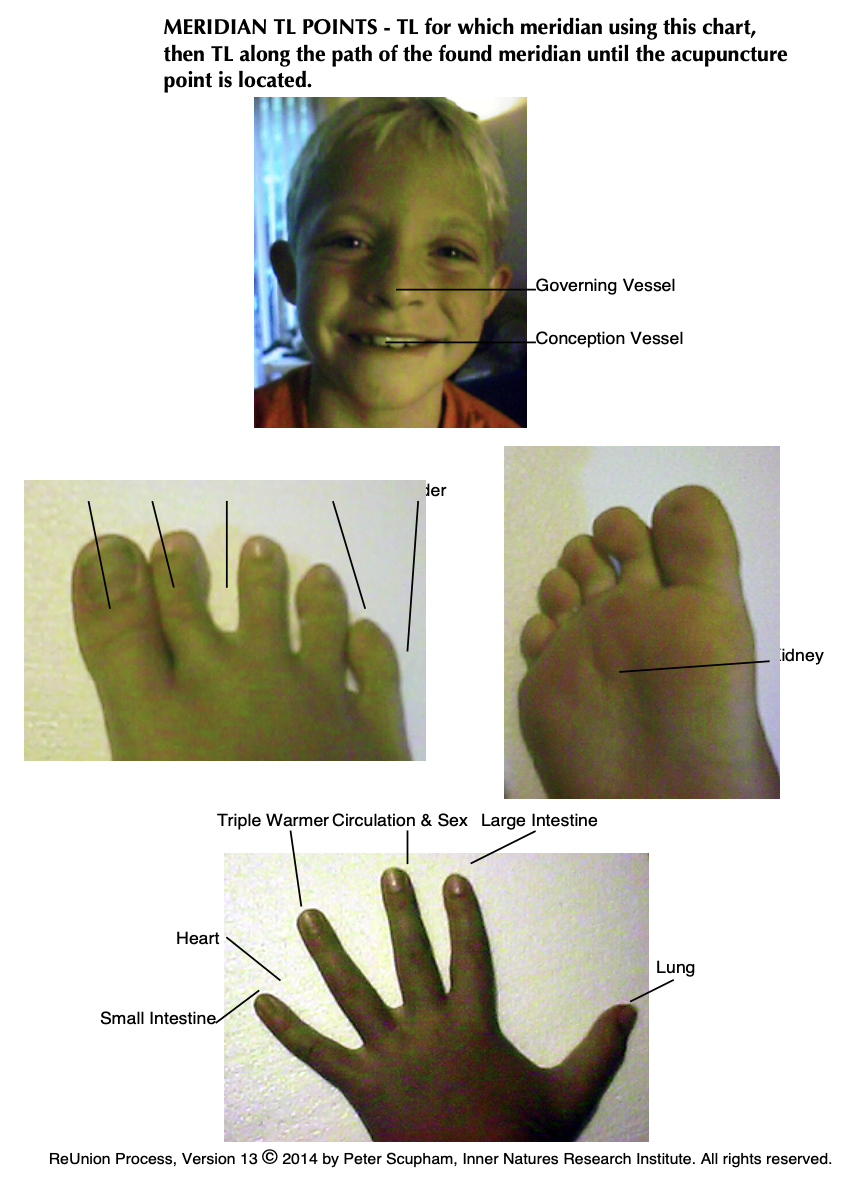 MERIDIAN TL POINTS - TL for which meridian using this chart,
then TL along the path of the found meridian until the acupuncture
point is located.
Governing Vessel
Conception Vessel
der
idney
Triple Warmer Circulation & Sex Large Intestine
Heart
Lung
Small Intestine
ReUnion Process, Version 13 © 2014 by Peter Scupham, Inner Natures Research Institute. All rights reserved.